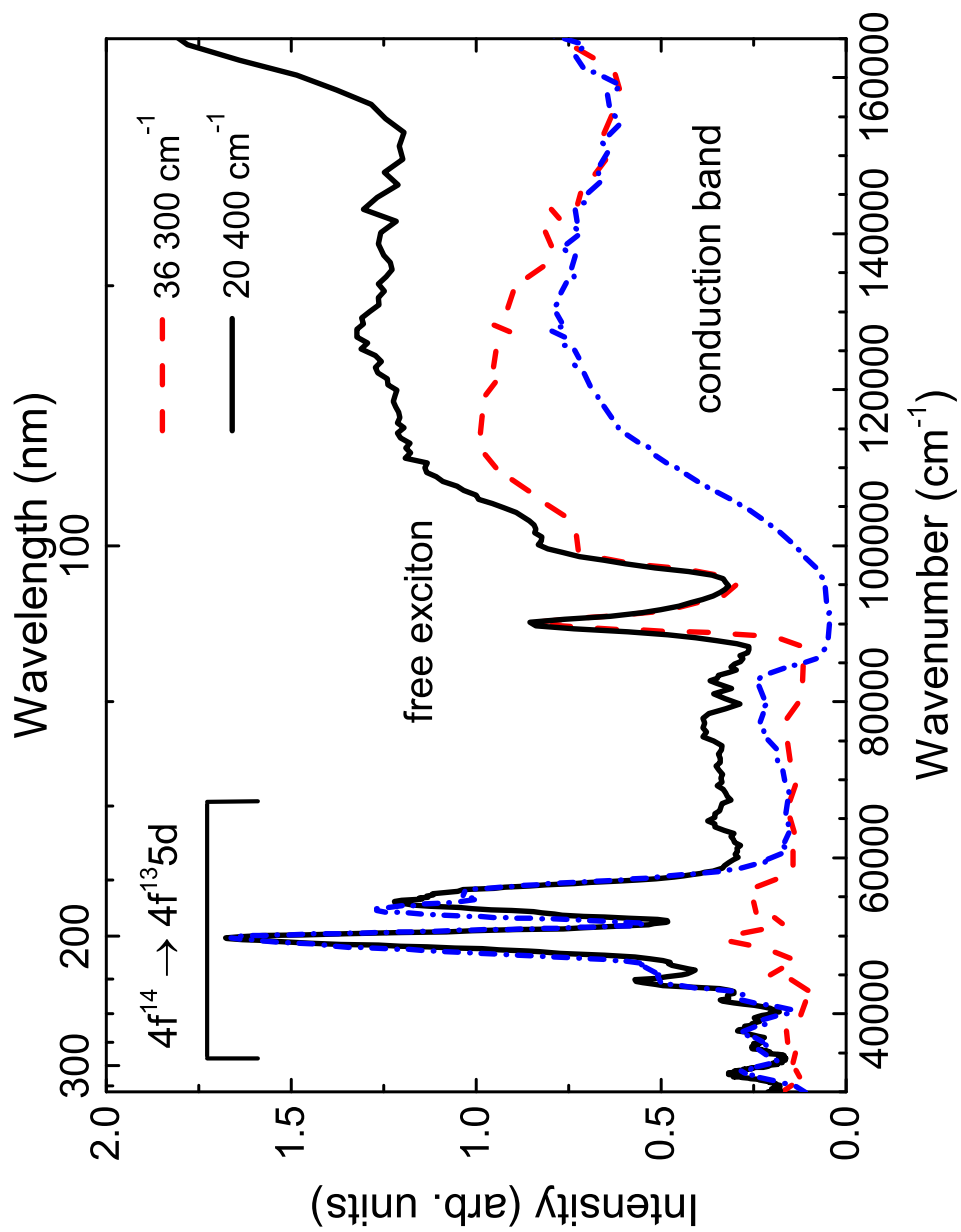 Wavelength (nm)
300
200
100
4f¹⁴ → 4f¹³5d
36 300 cm⁻¹
20 400 cm⁻¹
free exciton
conduction band
Intensity (arb. units)
2.0
1.5
1.0
0.5
0.0
40000
60000
80000
100000
120000
140000
160000
Wavenumber (cm⁻¹)